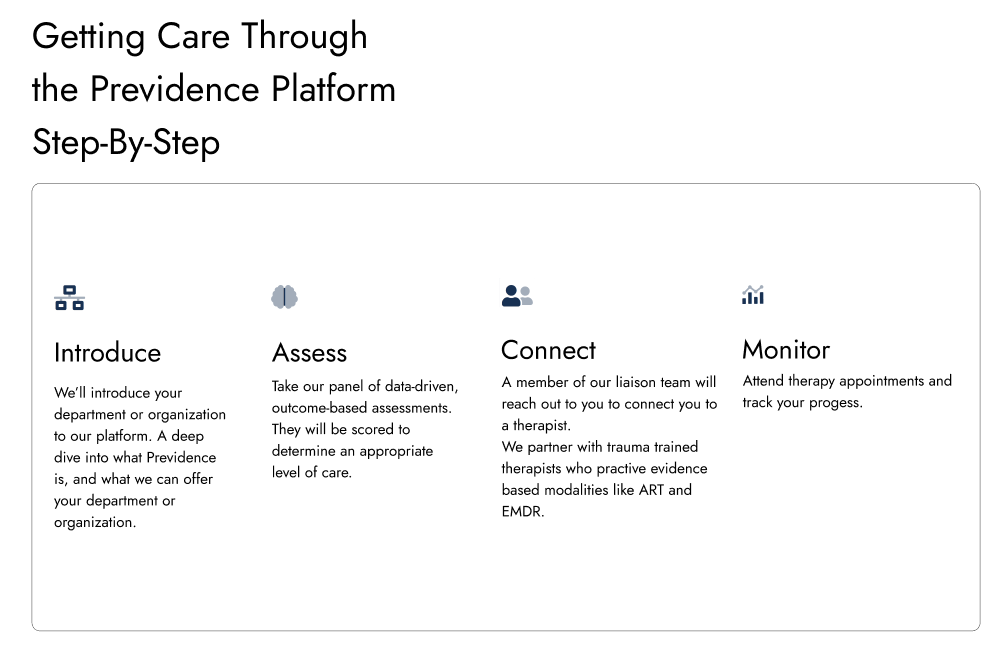 Getting Care Through
the Previdence Platform
Step-By-Step
Introduce
We'll introduce your
department or organization
to our platform. A deep
dive into what Previdence
is, and what we can offer
your department or
organization.
Assess
Take our panel of data-driven,
outcome-based assessments.
They will be scored to
determine an appropriate
level of care.
Connect
A member of our liaison team will
reach out to you to connect you to
a therapist.
We partner with trauma trained
therapists who practive evidence
based modalities like ART and
EMDR.
Monitor
Attend therapy appointments and
track your progess.